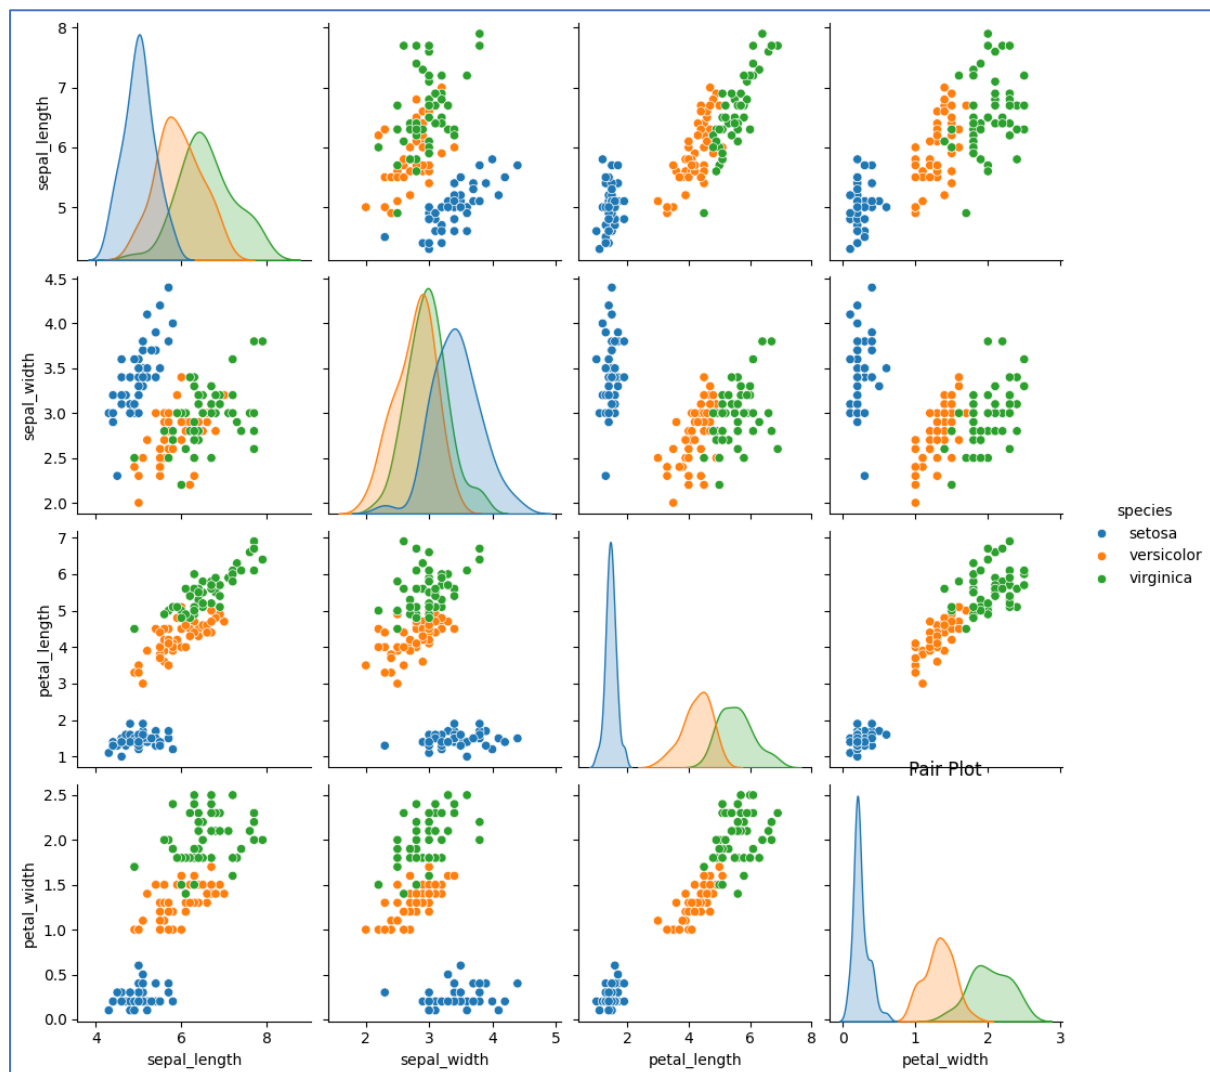 8
7
6
5
sepal_length
4.5
4.0
3.5
3.0
2.5
2.0
sepal_width
species
setosa
versicolor
virginica
7
6
5
4
3
2
1
petal_length
Pair Plot
2.5
2.0
1.5
1.0
0.5
0.0
petal_width
4 6 8 2 3 4 5 0 2 4 6 8 0 1 2 3
sepal_length sepal_width petal_length petal_width